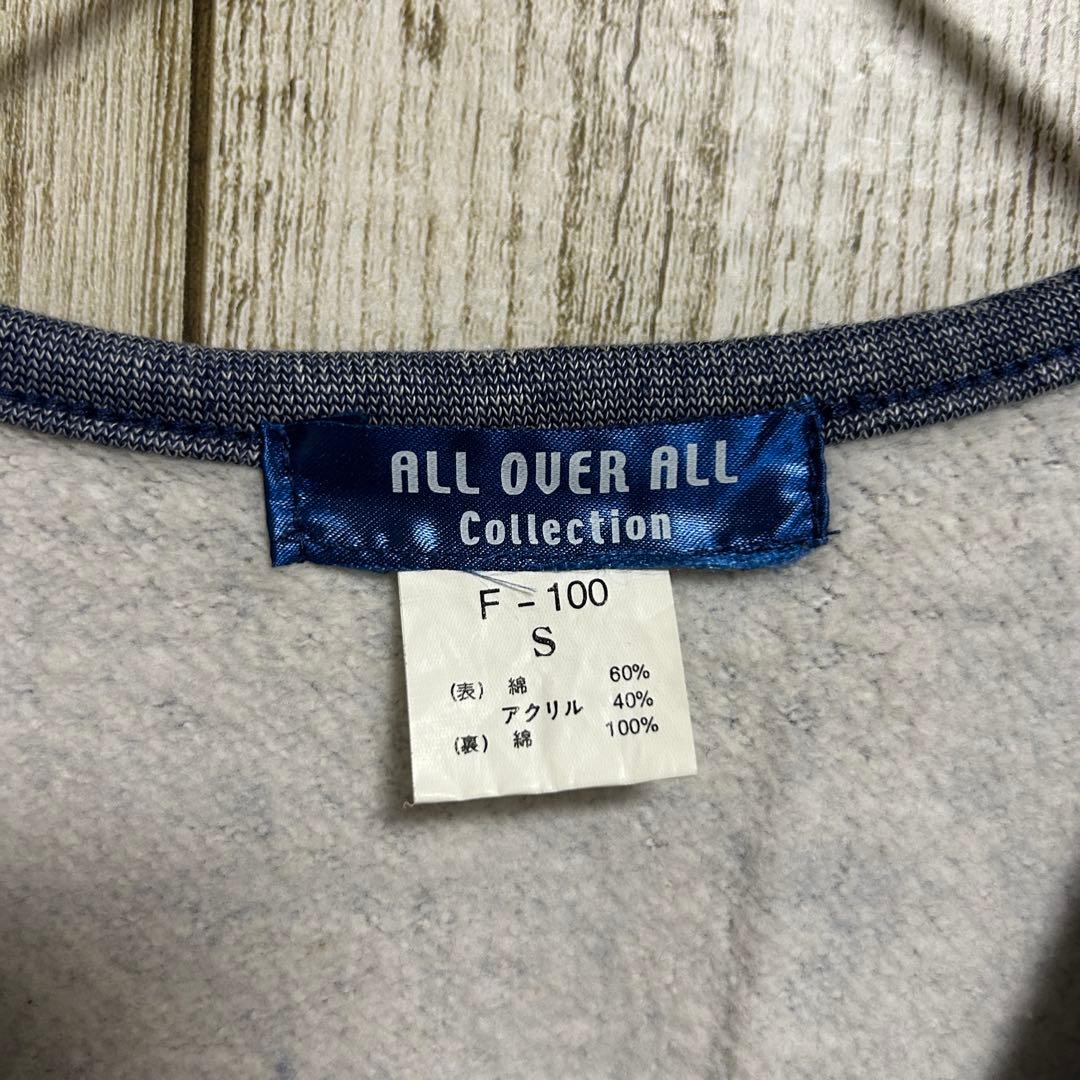 ALL OVER ALL
Collection
F - 100
S
(表) 綿 60%
アクリル 40%
(裏) 綿 100%